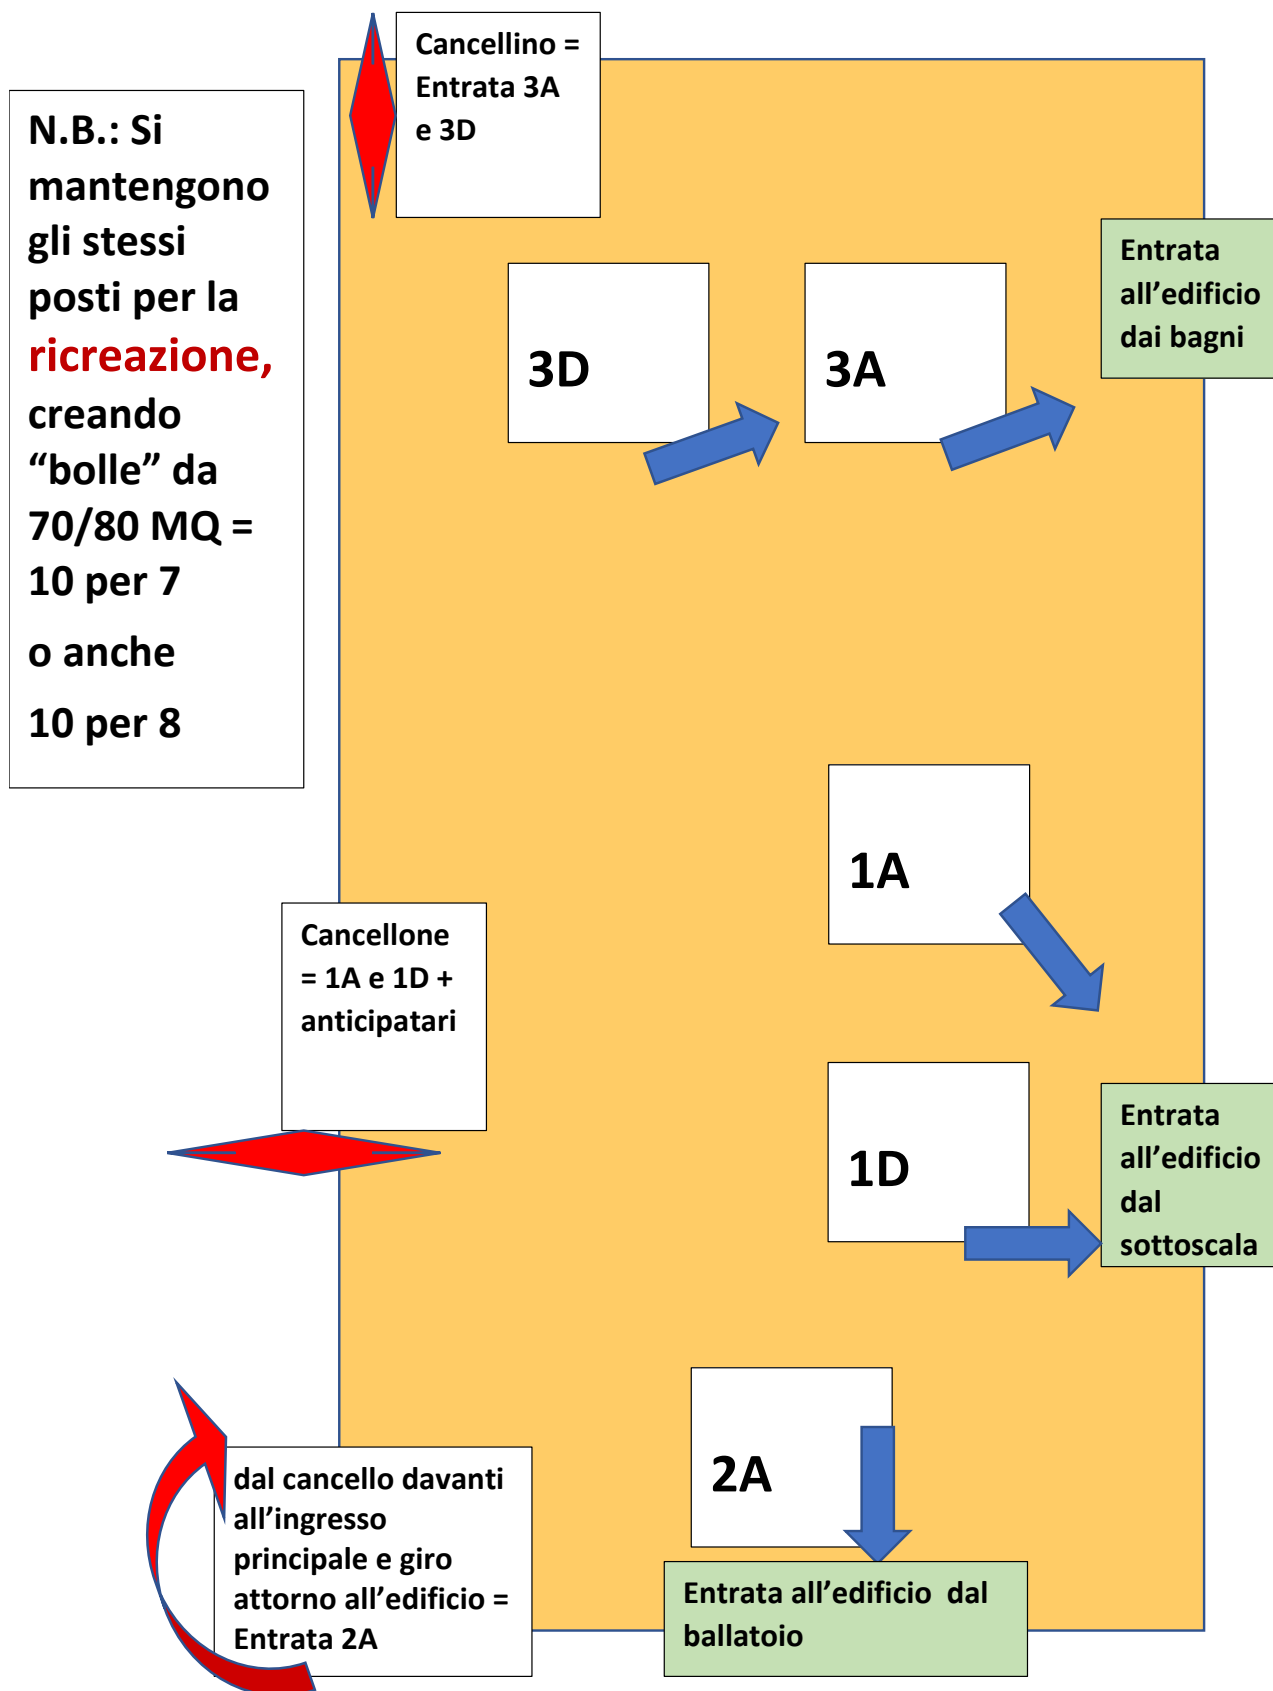 Cancellino =
Entrata 3A
e 3D
N.B.: Si
mantengono
gli stessi
posti per la
ricreazione,
creando
“bolle” da
70/80 MQ =
10 per 7
o anche
10 per 8
Entrata
all’edificio
dai bagni
3D
3A
1A
Cancellone
= 1A e 1D +
anticipatari
1D
Entrata
all’edificio
dal
sottoscala
2A
dal cancello davanti
all’ingresso
principale e giro
attorno all’edificio =
Entrata 2A
Entrata all’edificio  dal
ballatoio